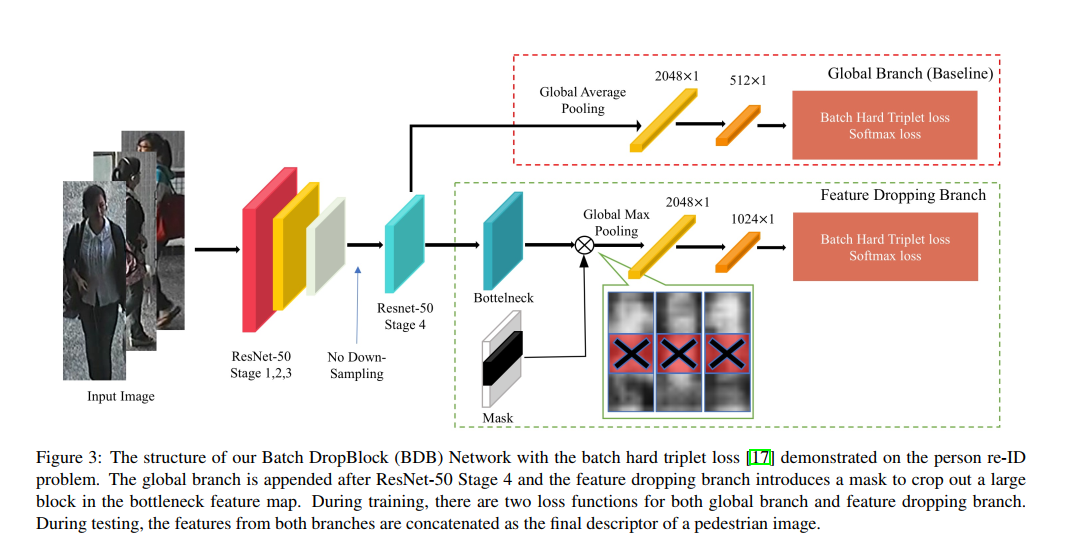 Global Branch (Baseline)
Global Average
Pooling
2048×1
512×1
Batch Hard Triplet loss
Softmax loss
Feature Dropping Branch
Global Max
Pooling
2048×1
1024×1
Batch Hard Triplet loss
Softmax loss
Bottelneck
Resnet-50
Stage 4
ResNet-50
Stage 1,2,3
No Down-
Sampling
Input Image
Mask
Figure 3: The structure of our Batch DropBlock (BDB) Network with the batch hard triplet loss [17] demonstrated on the person re-ID
problem. The global branch is appended after ResNet-50 Stage 4 and the feature dropping branch introduces a mask to crop out a large
block in the bottleneck feature map. During training, there are two loss functions for both global branch and feature dropping branch.
During testing, the features from both branches are concatenated as the final descriptor of a pedestrian image.